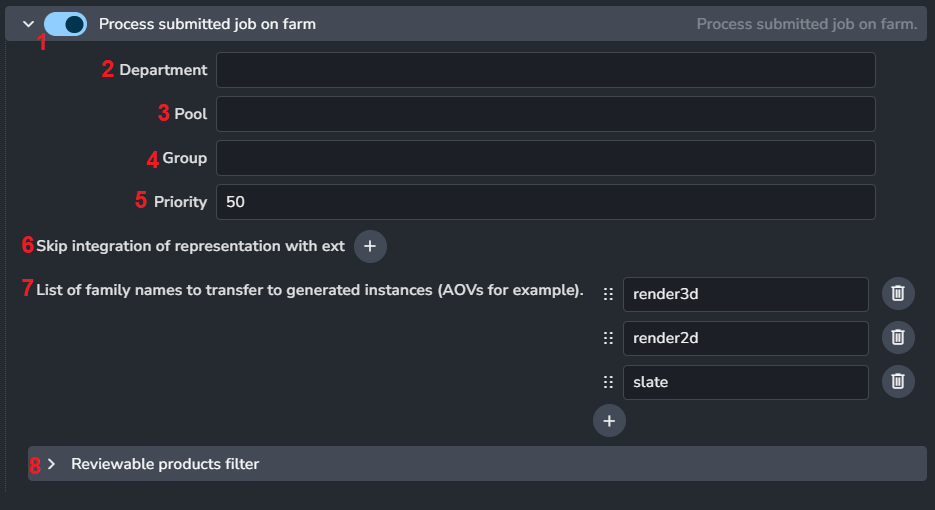 Process submitted job on farm Process submitted job on farm.
1
2 Department
3 Pool
4 Group
5 Priority 50
6 Skip integration of representation with ext +
7 List of family names to transfer to generated instances (AOVs for example). render3d
render2d
slate
+
8 Reviewable products filter